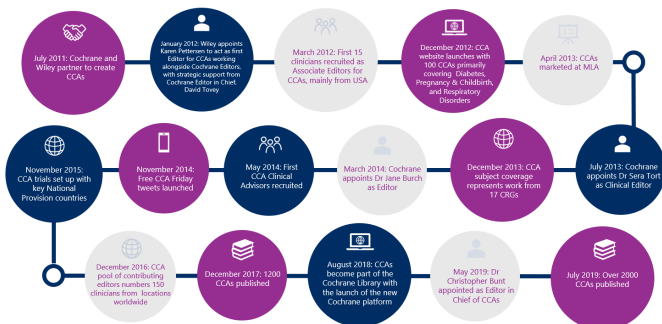 July 2011: Cochrane and
Wiley partner to create
CCAs
January 2012: Wiley appoints
Karen Pettersen to act as first
Editor for CCAs working
alongside Cochrane Editors,
with strategic support from
Cochrane Editor in Chief,
David Tovey
March 2012: First 15
clinicians recruited as
Associate Editors for
CCAs, mainly from USA
December 2012: CCA
website launches with
100 CCAs primarily
covering Diabetes,
Pregnancy & Childbirth,
and Respiratory
Disorders
April 2013: CCAs
marketed at MLA
November 2015:
CCA trials set up with
key National
Provision countries
November 2014:
Free CCA Friday
tweets launched
May 2014: First
CCA Clinical
Advisors recruited
March 2014: Cochrane
appoints Dr Jane Burch
as Editor
December 2013: CCA
subject coverage
represents work from
17 CRGs
July 2013: Cochrane
appoints Dr Sera Tort
as Clinical Editor
December 2016: CCA
pool of contributing
editors numbers 150
clinicians from locations
worldwide
December 2017: 1200
CCAs published
August 2018: CCAs
become part of the
Cochrane Library with
the launch of the new
Cochrane platform
May 2019: Dr
Christopher Bunt
appointed as Editor in
Chief of CCAs
July 2019: Over 2000
CCAs published